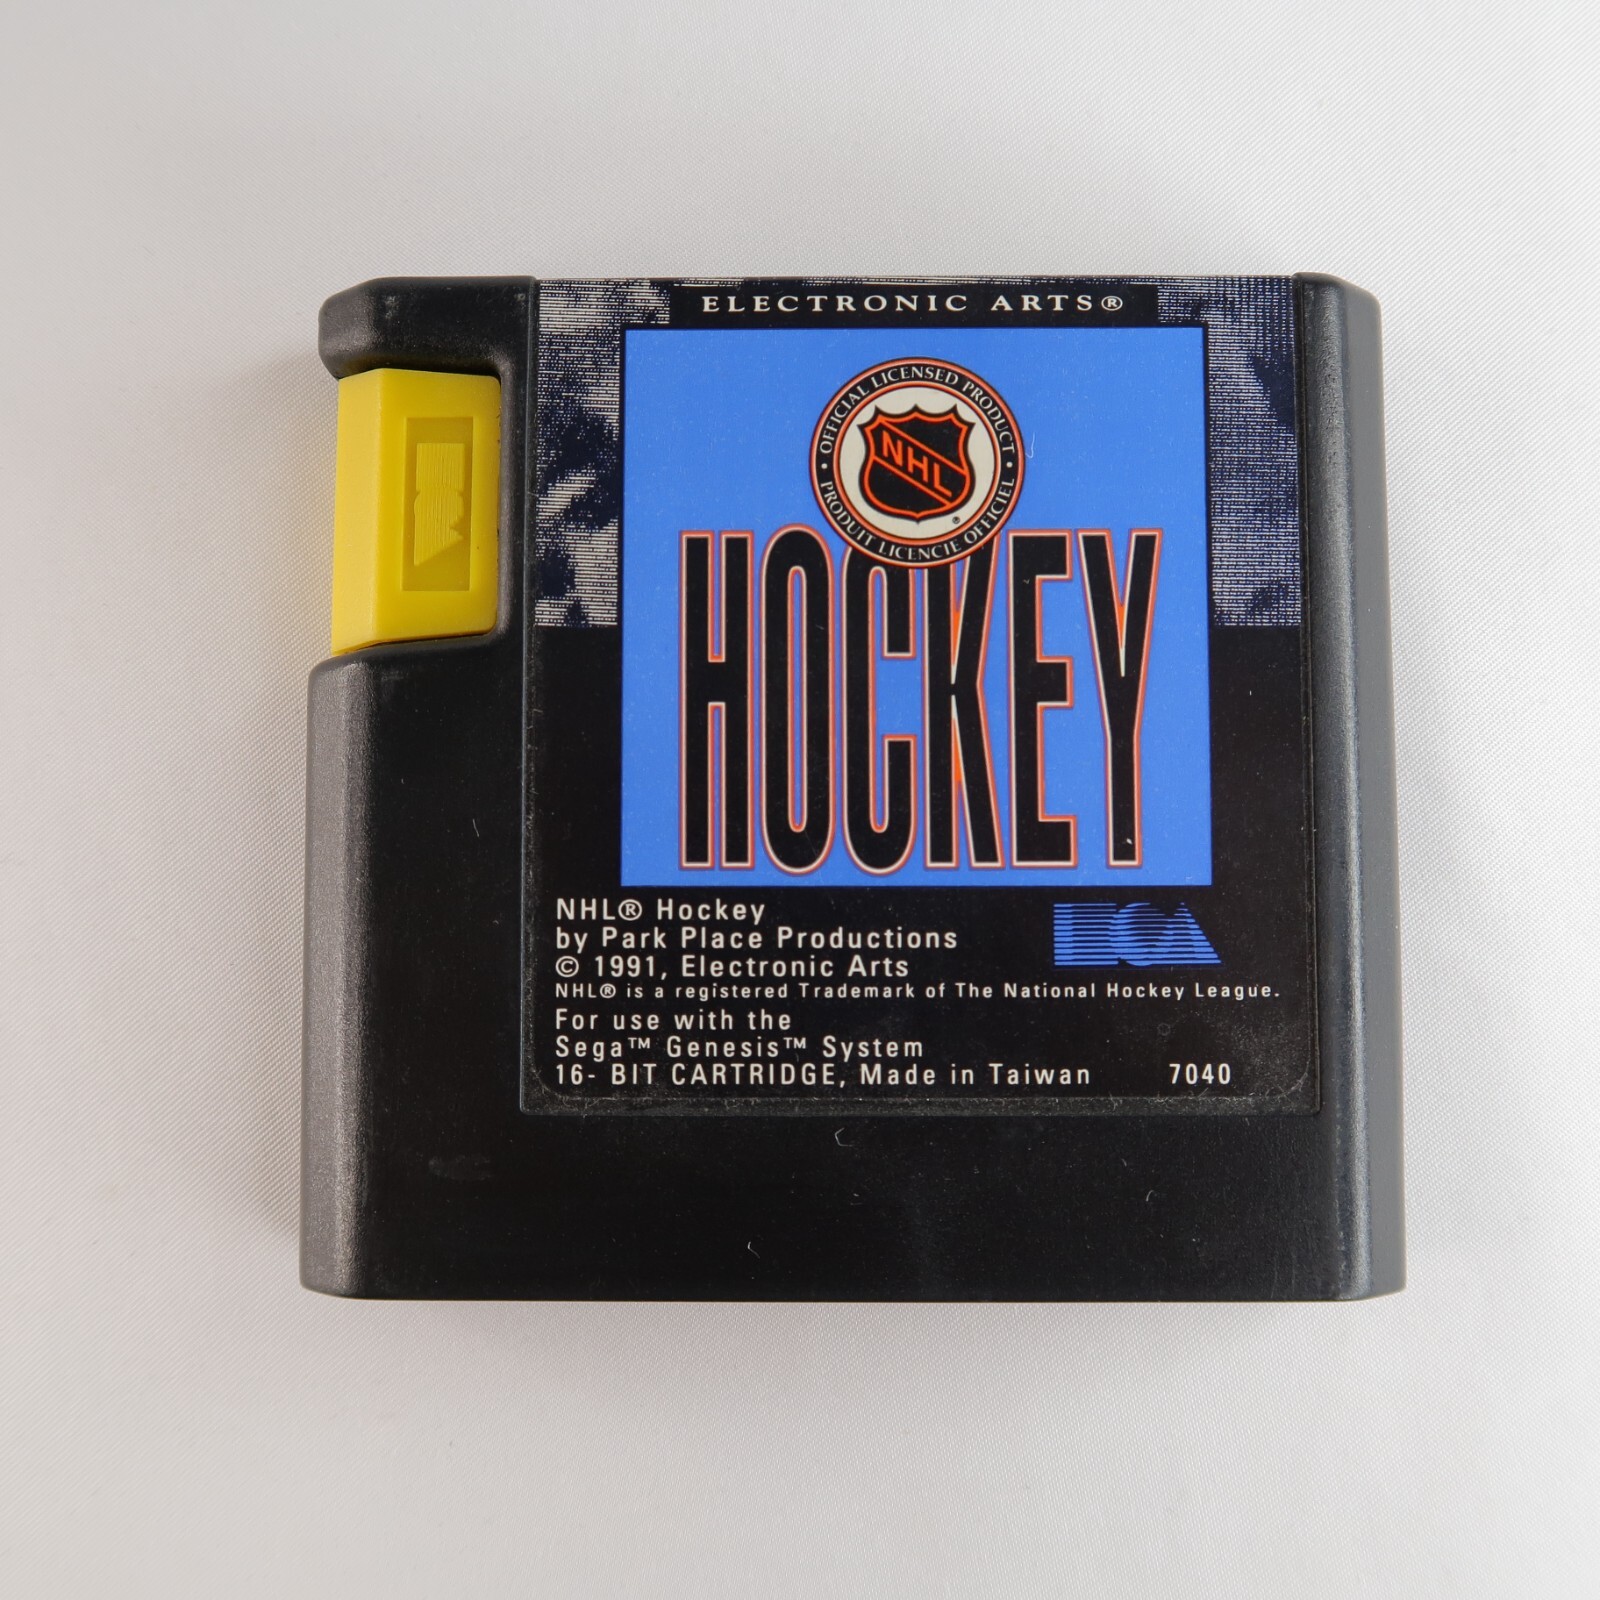 ELECTRONIC ARTS®
• OFFICIAL LICENSED PRODUCT •
NHL®
PRODUIT LICENCIE OFFICIEL
HOCKEY
NHL® Hockey
by Park Place Productions
© 1991, Electronic Arts
EOA
NHL® is a registered Trademark of The National Hockey League.
For use with the
Sega™ Genesis™ System
16- BIT CARTRIDGE, Made in Taiwan 7040